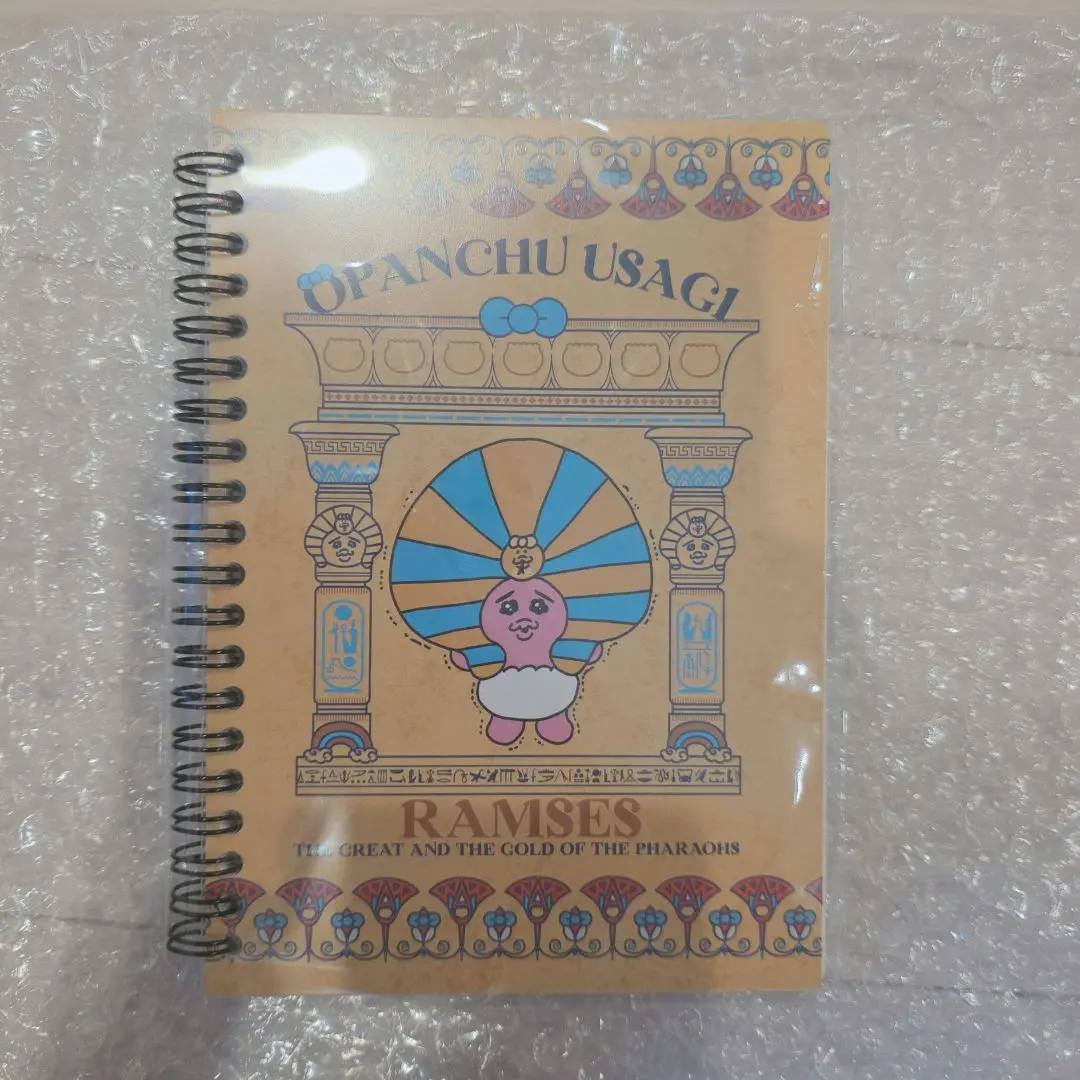 OPANCHU USAGI
RAMSES
THE GREAT AND THE GOLD OF THE PHARAOHS